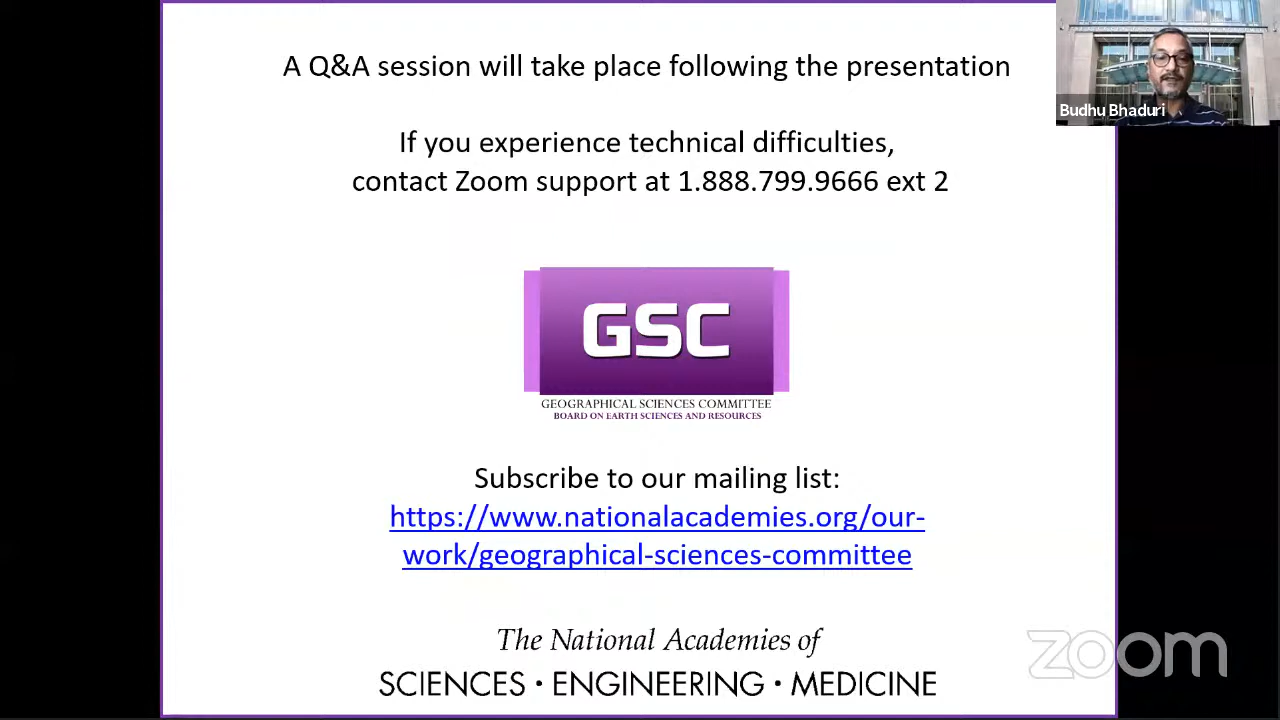 A Q&A session will take place following the presentation
Budhu Bhaduri
If you experience technical difficulties,
contact Zoom support at 1.888.799.9666 ext 2
GSC
GEOGRAPHICAL SCIENCES COMMITTEE
BOARD ON EARTH SCIENCES AND RESOURCES
Subscribe to our mailing list:
https://www.nationalacademies.org/our-
work/geographical-sciences-committee
The National Academies of
SCIENCES · ENGINEERING · MEDICINE
zoom